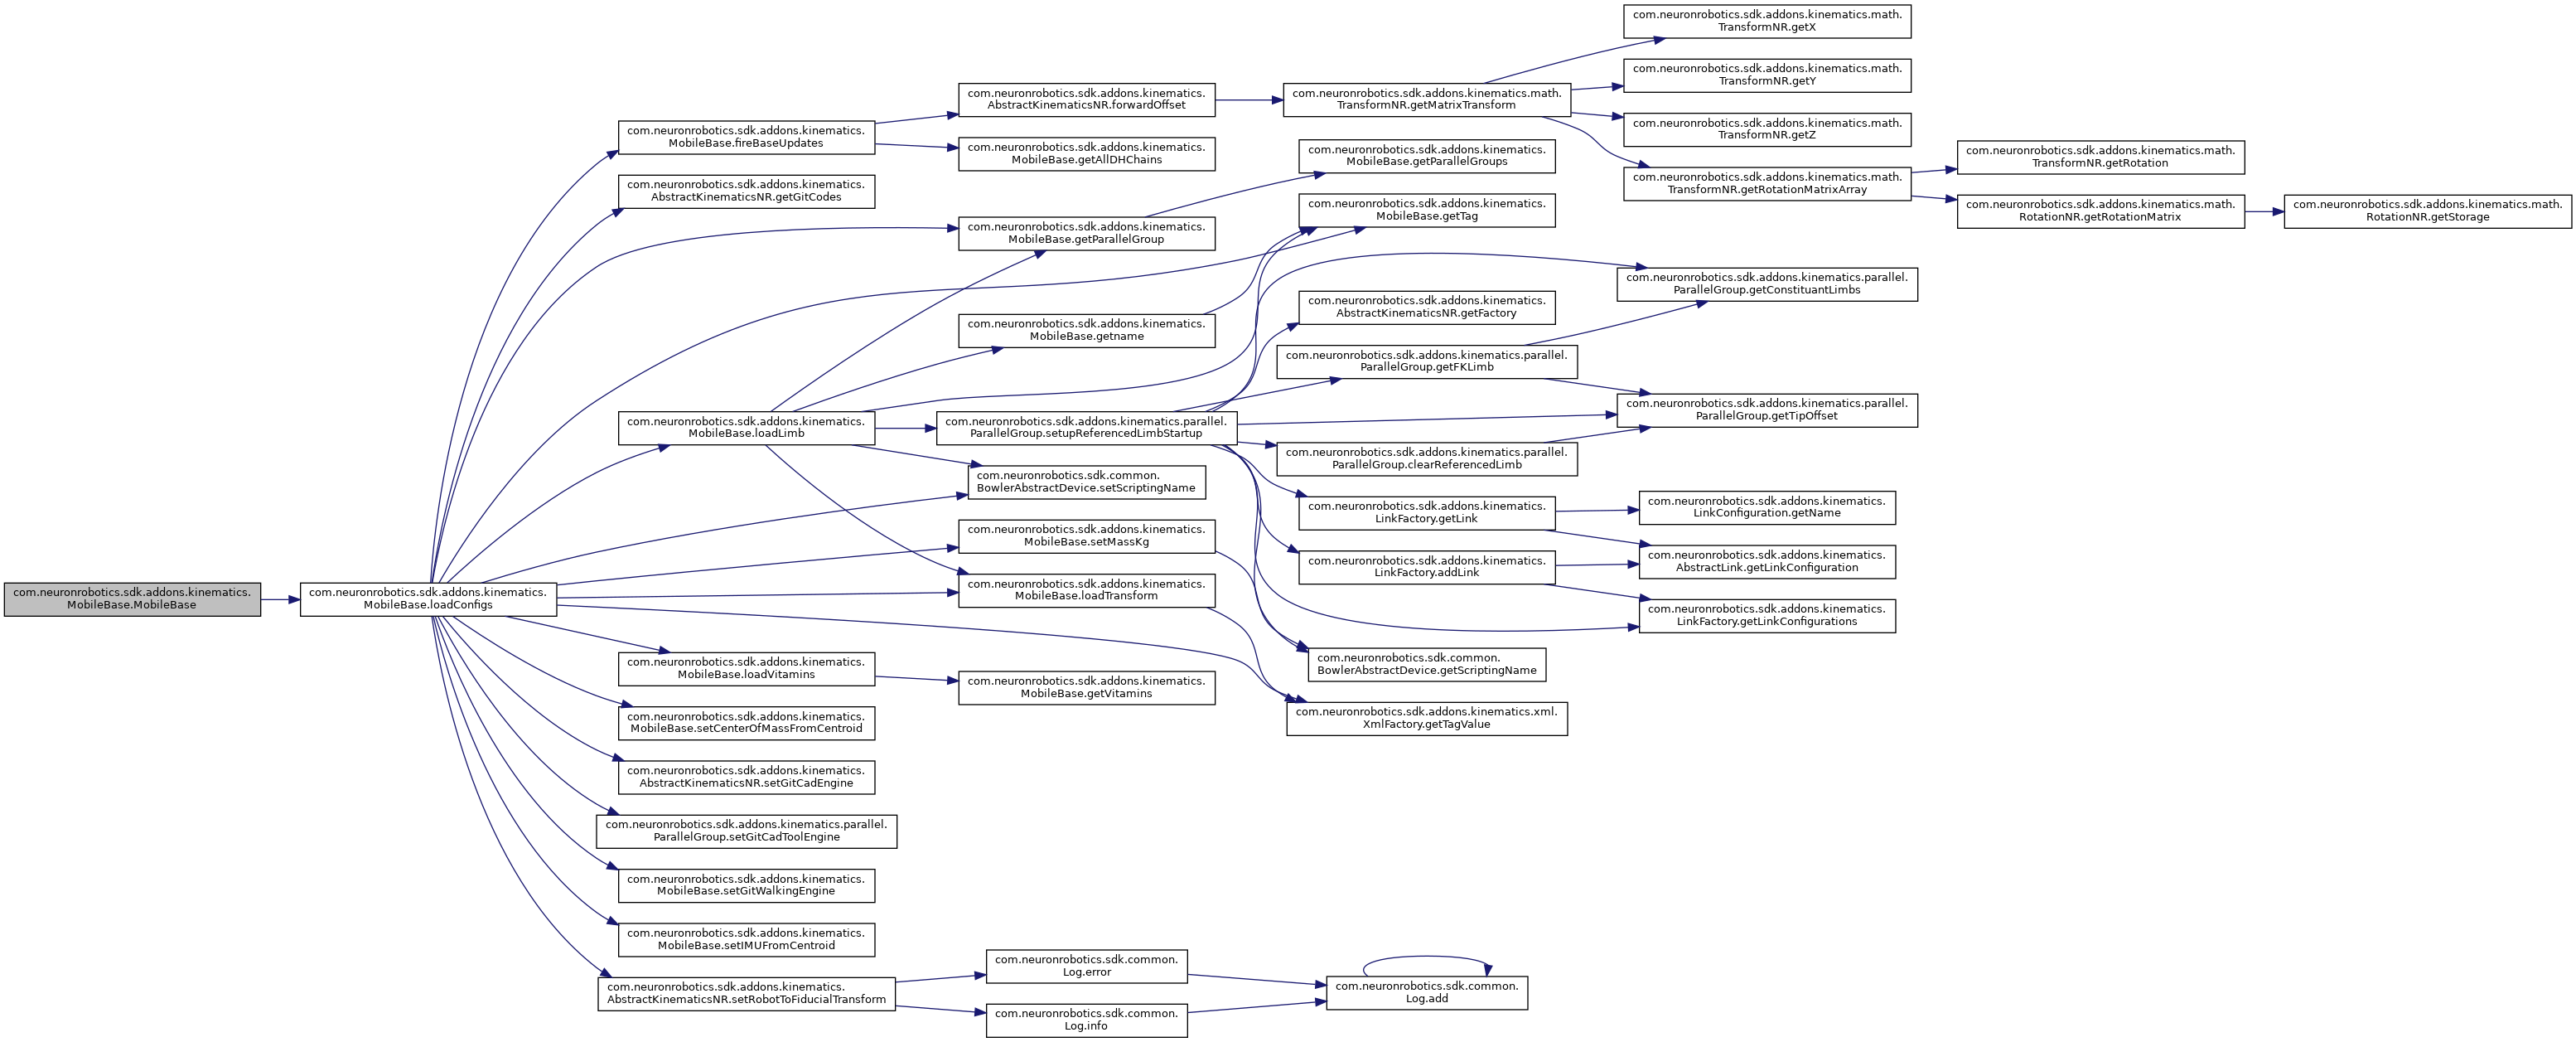 com.neuronrobotics.sdk.addons.kinematics.
MobileBase.MobileBase
com.neuronrobotics.sdk.addons.kinematics.
MobileBase.loadConfigs
com.neuronrobotics.sdk.addons.kinematics.
MobileBase.fireBaseUpdates
com.neuronrobotics.sdk.addons.kinematics.
AbstractKinematicsNR.getGitCodes
com.neuronrobotics.sdk.addons.kinematics.
MobileBase.loadLimb
com.neuronrobotics.sdk.addons.kinematics.
MobileBase.loadVitamins
com.neuronrobotics.sdk.addons.kinematics.
MobileBase.setCenterOfMassFromCentroid
com.neuronrobotics.sdk.addons.kinematics.
AbstractKinematicsNR.setGitCadEngine
com.neuronrobotics.sdk.addons.kinematics.parallel.
ParallelGroup.setGitCadToolEngine
com.neuronrobotics.sdk.addons.kinematics.
MobileBase.setGitWalkingEngine
com.neuronrobotics.sdk.addons.kinematics.
MobileBase.setIMUFromCentroid
com.neuronrobotics.sdk.addons.kinematics.
AbstractKinematicsNR.setRobotToFiducialTransform
com.neuronrobotics.sdk.addons.kinematics.
AbstractKinematicsNR.forwardOffset
com.neuronrobotics.sdk.addons.kinematics.
MobileBase.getAllDHChains
com.neuronrobotics.sdk.addons.kinematics.
MobileBase.getParallelGroup
com.neuronrobotics.sdk.addons.kinematics.
MobileBase.getname
com.neuronrobotics.sdk.addons.kinematics.parallel.
ParallelGroup.setupReferencedLimbStartup
com.neuronrobotics.sdk.common.
BowlerAbstractDevice.setScriptingName
com.neuronrobotics.sdk.addons.kinematics.
MobileBase.setMassKg
com.neuronrobotics.sdk.addons.kinematics.
MobileBase.loadTransform
com.neuronrobotics.sdk.addons.kinematics.
MobileBase.getVitamins
com.neuronrobotics.sdk.common.
Log.error
com.neuronrobotics.sdk.common.
Log.info
com.neuronrobotics.sdk.addons.kinematics.math.
TransformNR.getMatrixTransform
com.neuronrobotics.sdk.addons.kinematics.
MobileBase.getParallelGroups
com.neuronrobotics.sdk.addons.kinematics.
MobileBase.getTag
com.neuronrobotics.sdk.addons.kinematics.
AbstractKinematicsNR.getFactory
com.neuronrobotics.sdk.addons.kinematics.parallel.
ParallelGroup.getFKLimb
com.neuronrobotics.sdk.addons.kinematics.parallel.
ParallelGroup.clearReferencedLimb
com.neuronrobotics.sdk.addons.kinematics.
LinkFactory.getLink
com.neuronrobotics.sdk.addons.kinematics.
LinkFactory.addLink
com.neuronrobotics.sdk.common.
BowlerAbstractDevice.getScriptingName
com.neuronrobotics.sdk.addons.kinematics.xml.
XmlFactory.getTagValue
com.neuronrobotics.sdk.common.
Log.add
com.neuronrobotics.sdk.addons.kinematics.math.
TransformNR.getX
com.neuronrobotics.sdk.addons.kinematics.math.
TransformNR.getY
com.neuronrobotics.sdk.addons.kinematics.math.
TransformNR.getZ
com.neuronrobotics.sdk.addons.kinematics.math.
TransformNR.getRotationMatrixArray
com.neuronrobotics.sdk.addons.kinematics.parallel.
ParallelGroup.getConstituantLimbs
com.neuronrobotics.sdk.addons.kinematics.parallel.
ParallelGroup.getTipOffset
com.neuronrobotics.sdk.addons.kinematics.
LinkConfiguration.getName
com.neuronrobotics.sdk.addons.kinematics.
AbstractLink.getLinkConfiguration
com.neuronrobotics.sdk.addons.kinematics.
LinkFactory.getLinkConfigurations
com.neuronrobotics.sdk.addons.kinematics.math.
TransformNR.getRotation
com.neuronrobotics.sdk.addons.kinematics.math.
RotationNR.getRotationMatrix
com.neuronrobotics.sdk.addons.kinematics.math.
RotationNR.getStorage